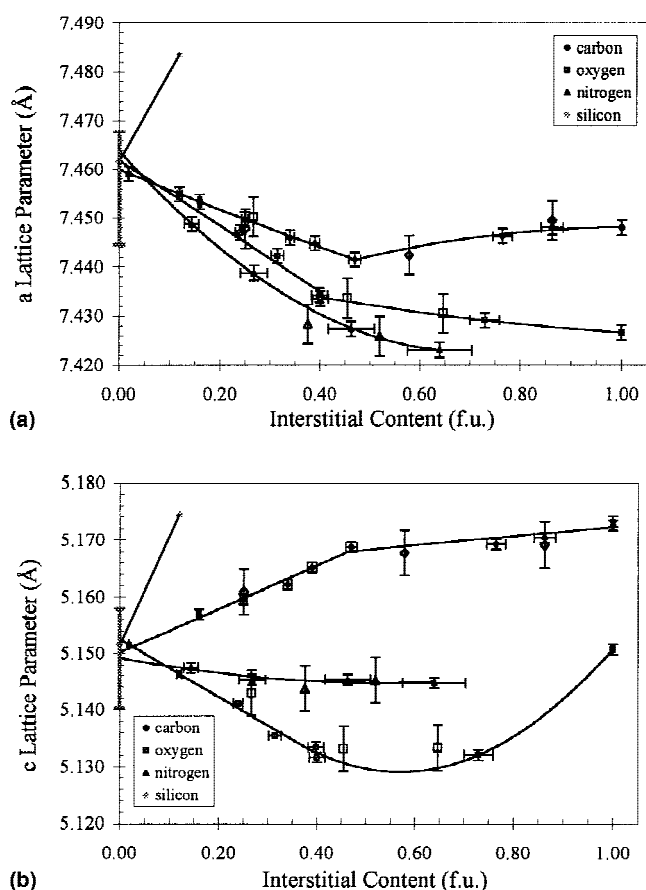 7.490
7.480
7.470
7.460
7.450
7.440
7.430
7.420
a Lattice Parameter (Å)
carbon
oxygen
nitrogen
silicon
0.00 0.20 0.40 0.60 0.80 1.00
Interstitial Content (f.u.)
(a)
5.180
5.170
5.160
5.150
5.140
5.130
5.120
c Lattice Parameter (Å)
carbon
oxygen
nitrogen
silicon
0.00 0.20 0.40 0.60 0.80 1.00
Interstitial Content (f.u.)
(b)